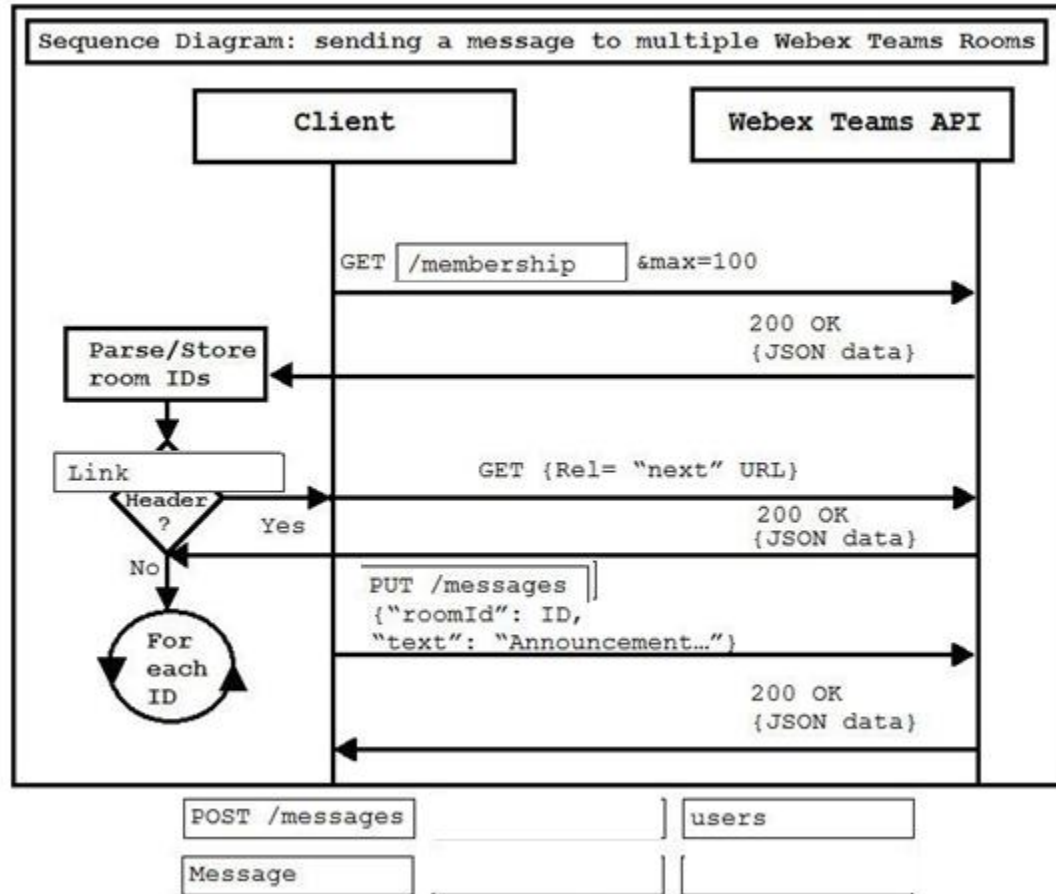 Sequence Diagram: sending a message to multiple Webex Teams Rooms
Client
Webex Teams API
GET /membership &max=100
200 OK
{JSON data}
Parse/Store
room IDs
Link
Header
?
GET {Rel= “next” URL}
Yes
200 OK
{JSON data}
No
PUT /messages
{“roomId”: ID,
“text”: “Announcement…”}
For
each
ID
200 OK
{JSON data}
POST /messages
users
Message